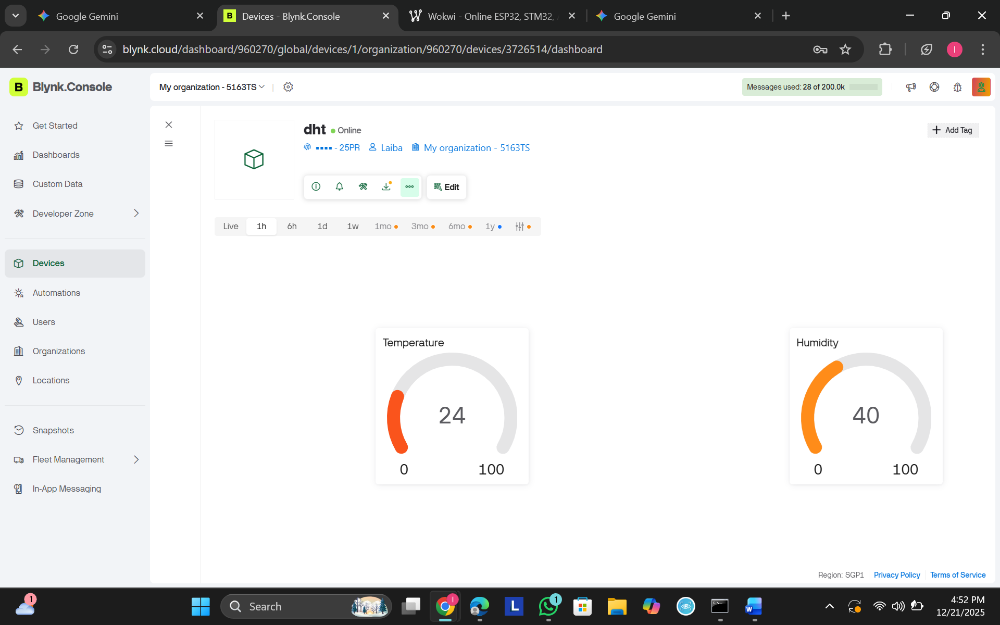 Google Gemini
Devices - Blynk.Console
Wokwi - Online ESP32, STM32,
Google Gemini
blynk.cloud/dashboard/960270/global/devices/1/organization/960270/devices/3726514/dashboard
I
B Blynk.Console
My organization - 5163TS
Messages used: 28 of 200.0k
Get Started
Dashboards
Custom Data
Developer Zone
Devices
Automations
Users
Organizations
Locations
Snapshots
Fleet Management
In-App Messaging
dht Online
- 25PR Laiba My organization - 5163TS
Add Tag
Edit
Live 1h 6h 1d 1w 1mo 3mo 6mo 1y
Temperature
24
0 100
Humidity
40
0 100
Region: SGP1 Privacy Policy Terms of Service
1
Search
L
1
4:52 PM
12/21/2025